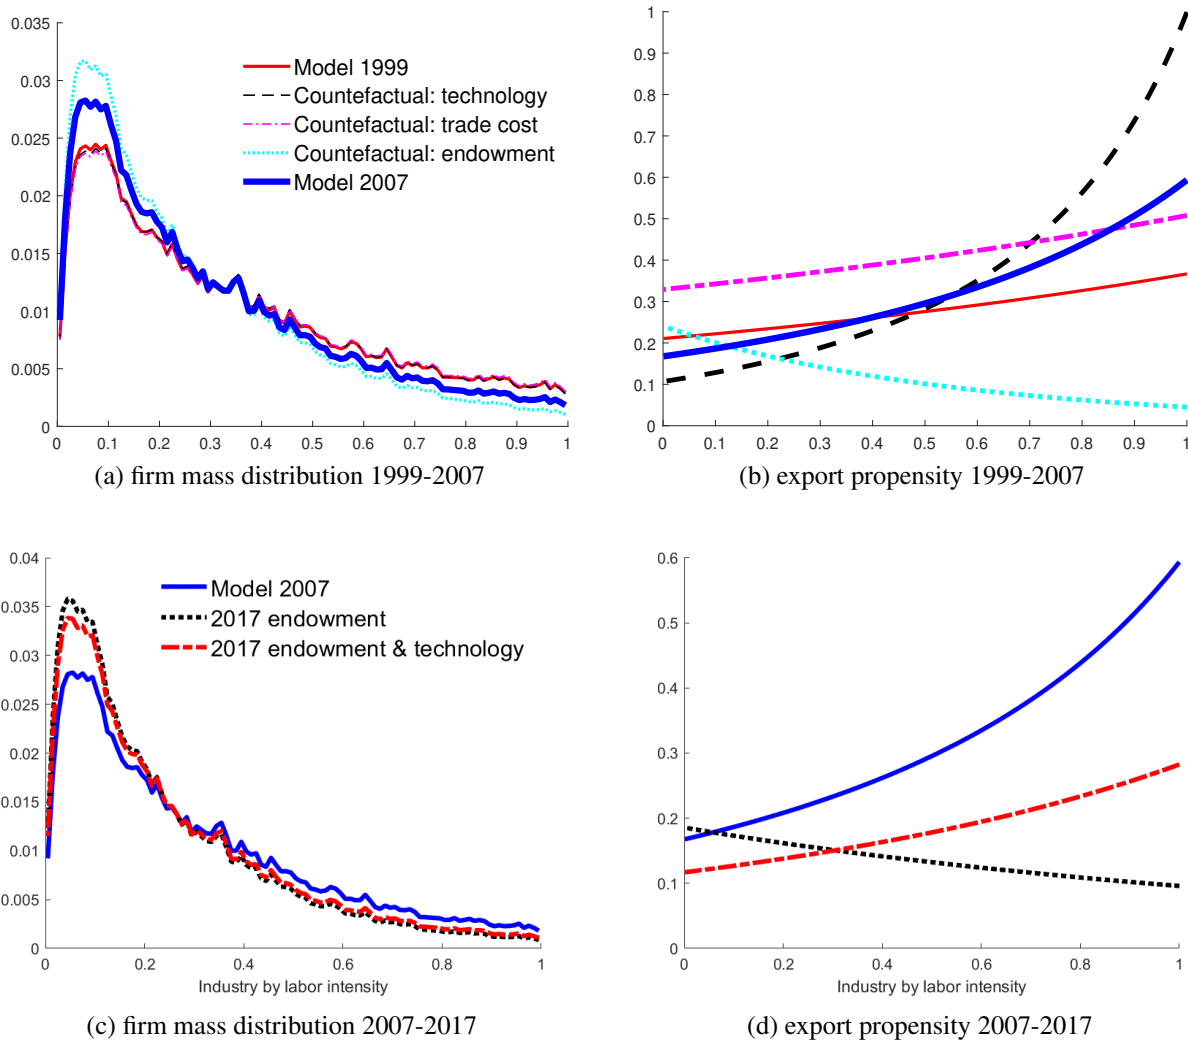 0.035
0.03
0.025
0.02
0.015
0.01
0.005
0
0 0.1 0.2 0.3 0.4 0.5 0.6 0.7 0.8 0.9 1
Model 1999
Countefactual: technology
Countefactual: trade cost
Countefactual: endowment
Model 2007
(a) firm mass distribution 1999-2007
1
0.9
0.8
0.7
0.6
0.5
0.4
0.3
0.2
0.1
0
0 0.1 0.2 0.3 0.4 0.5 0.6 0.7 0.8 0.9 1
(b) export propensity 1999-2007
0.04
0.035
0.03
0.025
0.02
0.015
0.01
0.005
0
0 0.2 0.4 0.6 0.8 1
Model 2007
2017 endowment
2017 endowment & technology
Industry by labor intensity
(c) firm mass distribution 2007-2017
0.6
0.5
0.4
0.3
0.2
0.1
0
0 0.2 0.4 0.6 0.8 1
Industry by labor intensity
(d) export propensity 2007-2017